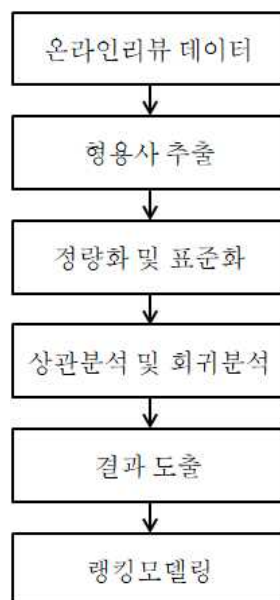 온라인리뷰 데이터
형용사 추출
정량화 및 표준화
상관분석 및 회귀분석
결과 도출
랭킹모델링